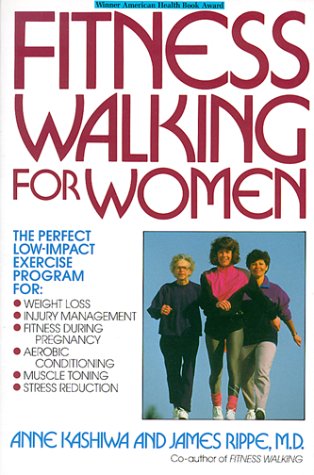 Winner American Health Book Award
FITNESS
WALKING
FOR WOMEN
THE PERFECT
LOW-IMPACT
EXERCISE
PROGRAM
FOR:
• WEIGHT LOSS
• INJURY MANAGEMENT
• FITNESS DURING
PREGNANCY
• AEROBIC
CONDITIONING
• MUSCLE TONING
• STRESS REDUCTION
ANNE KASHIWA AND JAMES RIPPE, M.D.
Co-author of FITNESS WALKING